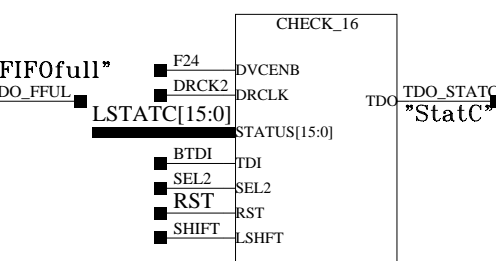 CHECK_16
F24
DVCENB
FIFOfull"
DO_FFUL
DRCK2
DRCLK
TDO
TDO_STATC
"StatC"
LSTATC[15:0]
STATUS[15:0]
BTDI
TDI
SEL2
SEL2
RST
RST
SHIFT
LSHFT